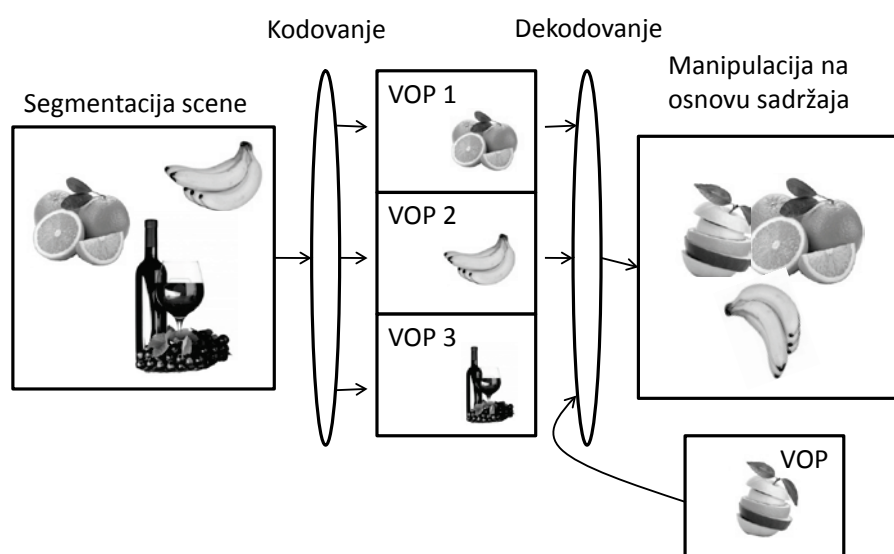 Kodovanje
Dekodovanje
Segmentacija scene
Manipulacija na
osnovu sadržaja
VOP 1
VOP 2
VOP 3
VOP